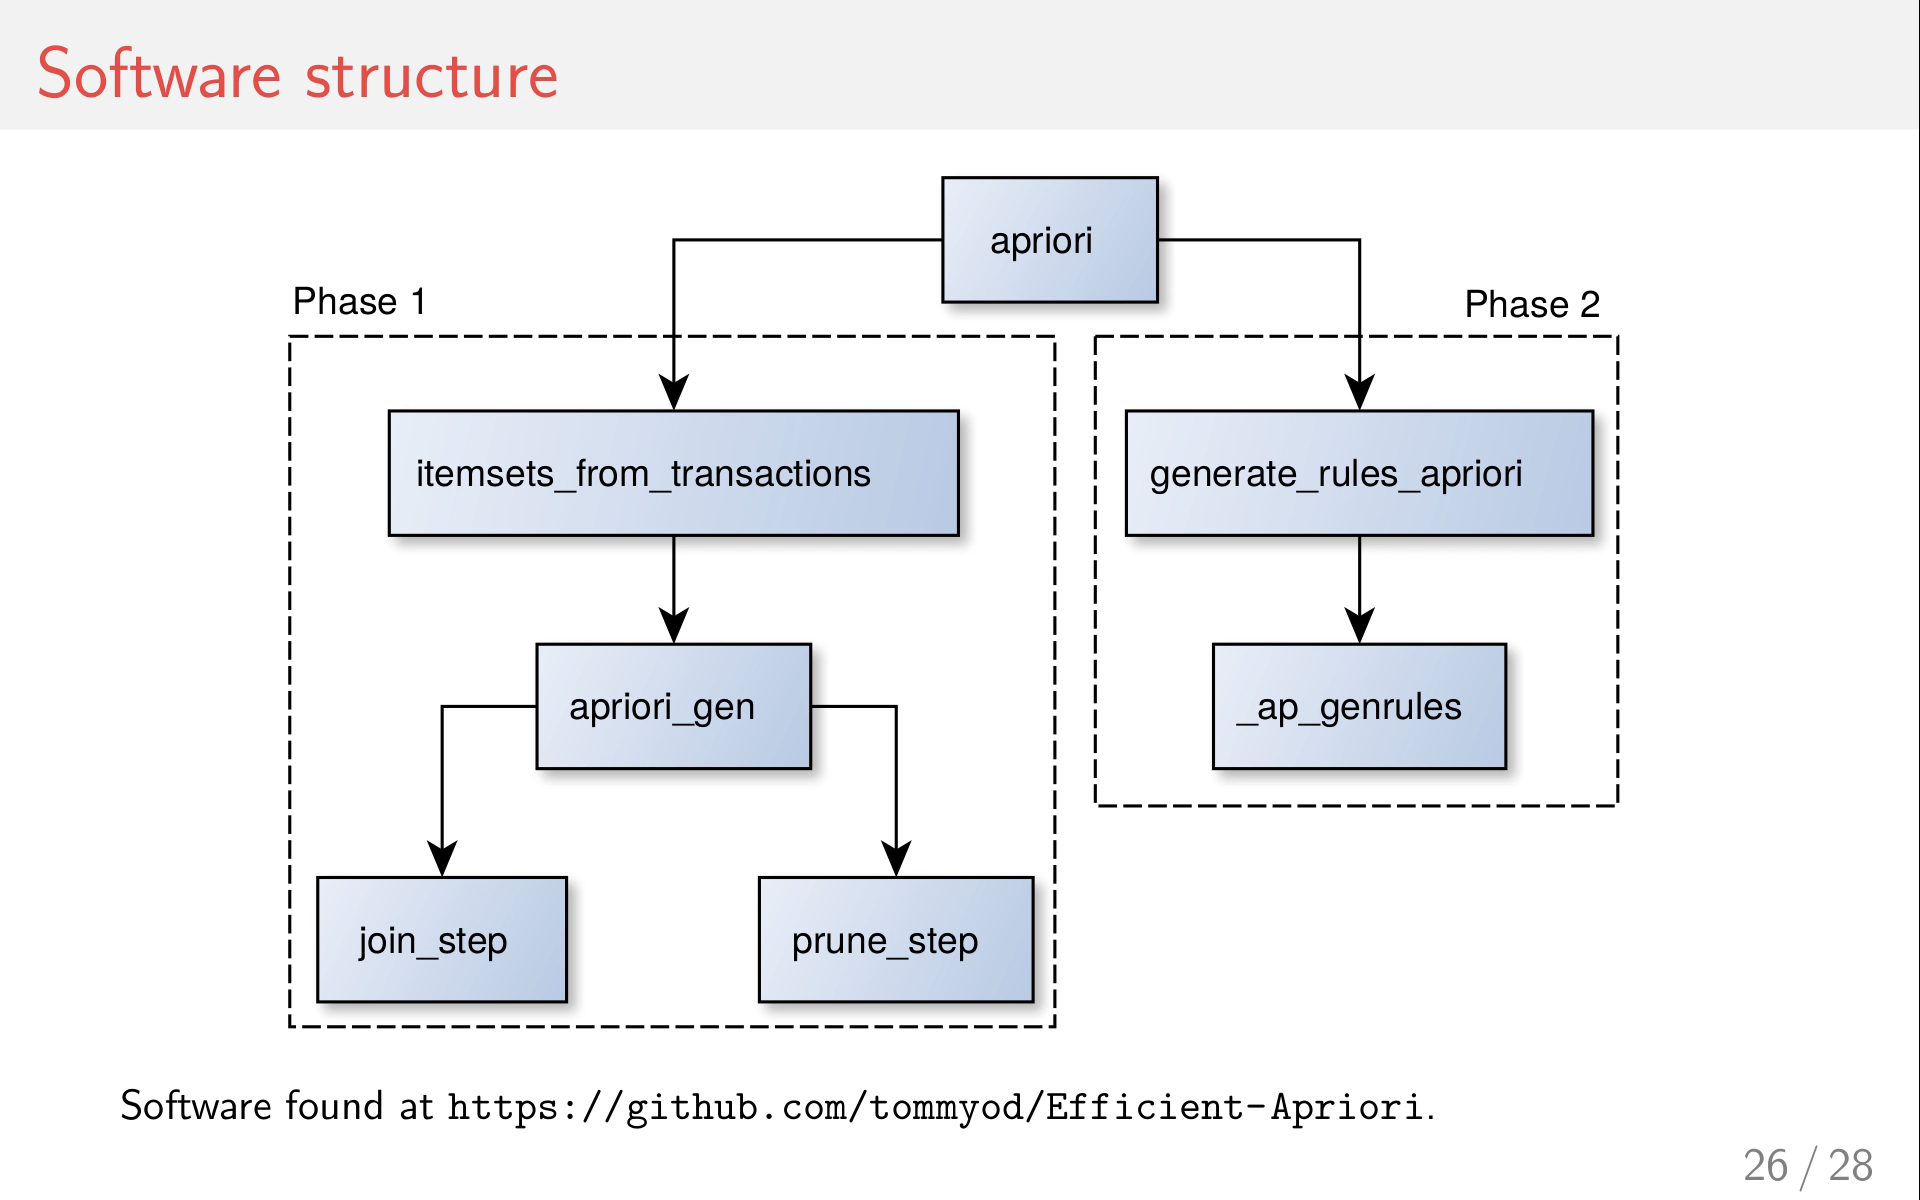 Software structure
apriori
Phase 1
Phase 2
itemsets_from_transactions
generate_rules_apriori
apriori_gen
_ap_genrules
join_step
prune_step
Software found at https://github.com/tommyod/Efficient-Apriori.
26 / 28